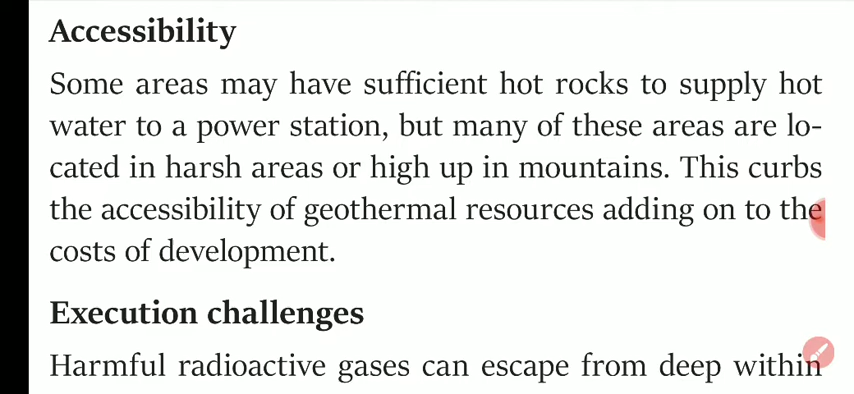 Accessibility
Some areas may have sufficient hot rocks to supply hot
water to a power station, but many of these areas are lo-
cated in harsh areas or high up in mountains. This curbs
the accessibility of geothermal resources adding on to the
costs of development.
Execution challenges
Harmful radioactive gases can escape from deep within